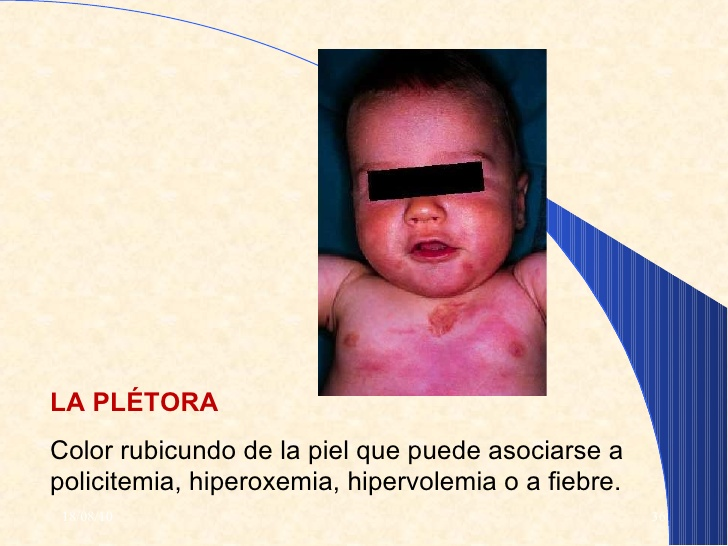 LA PLÉTORA
Color rubicundo de la piel que puede asociarse a
policitemia, hiperoxemia, hipervolemia o a fiebre.